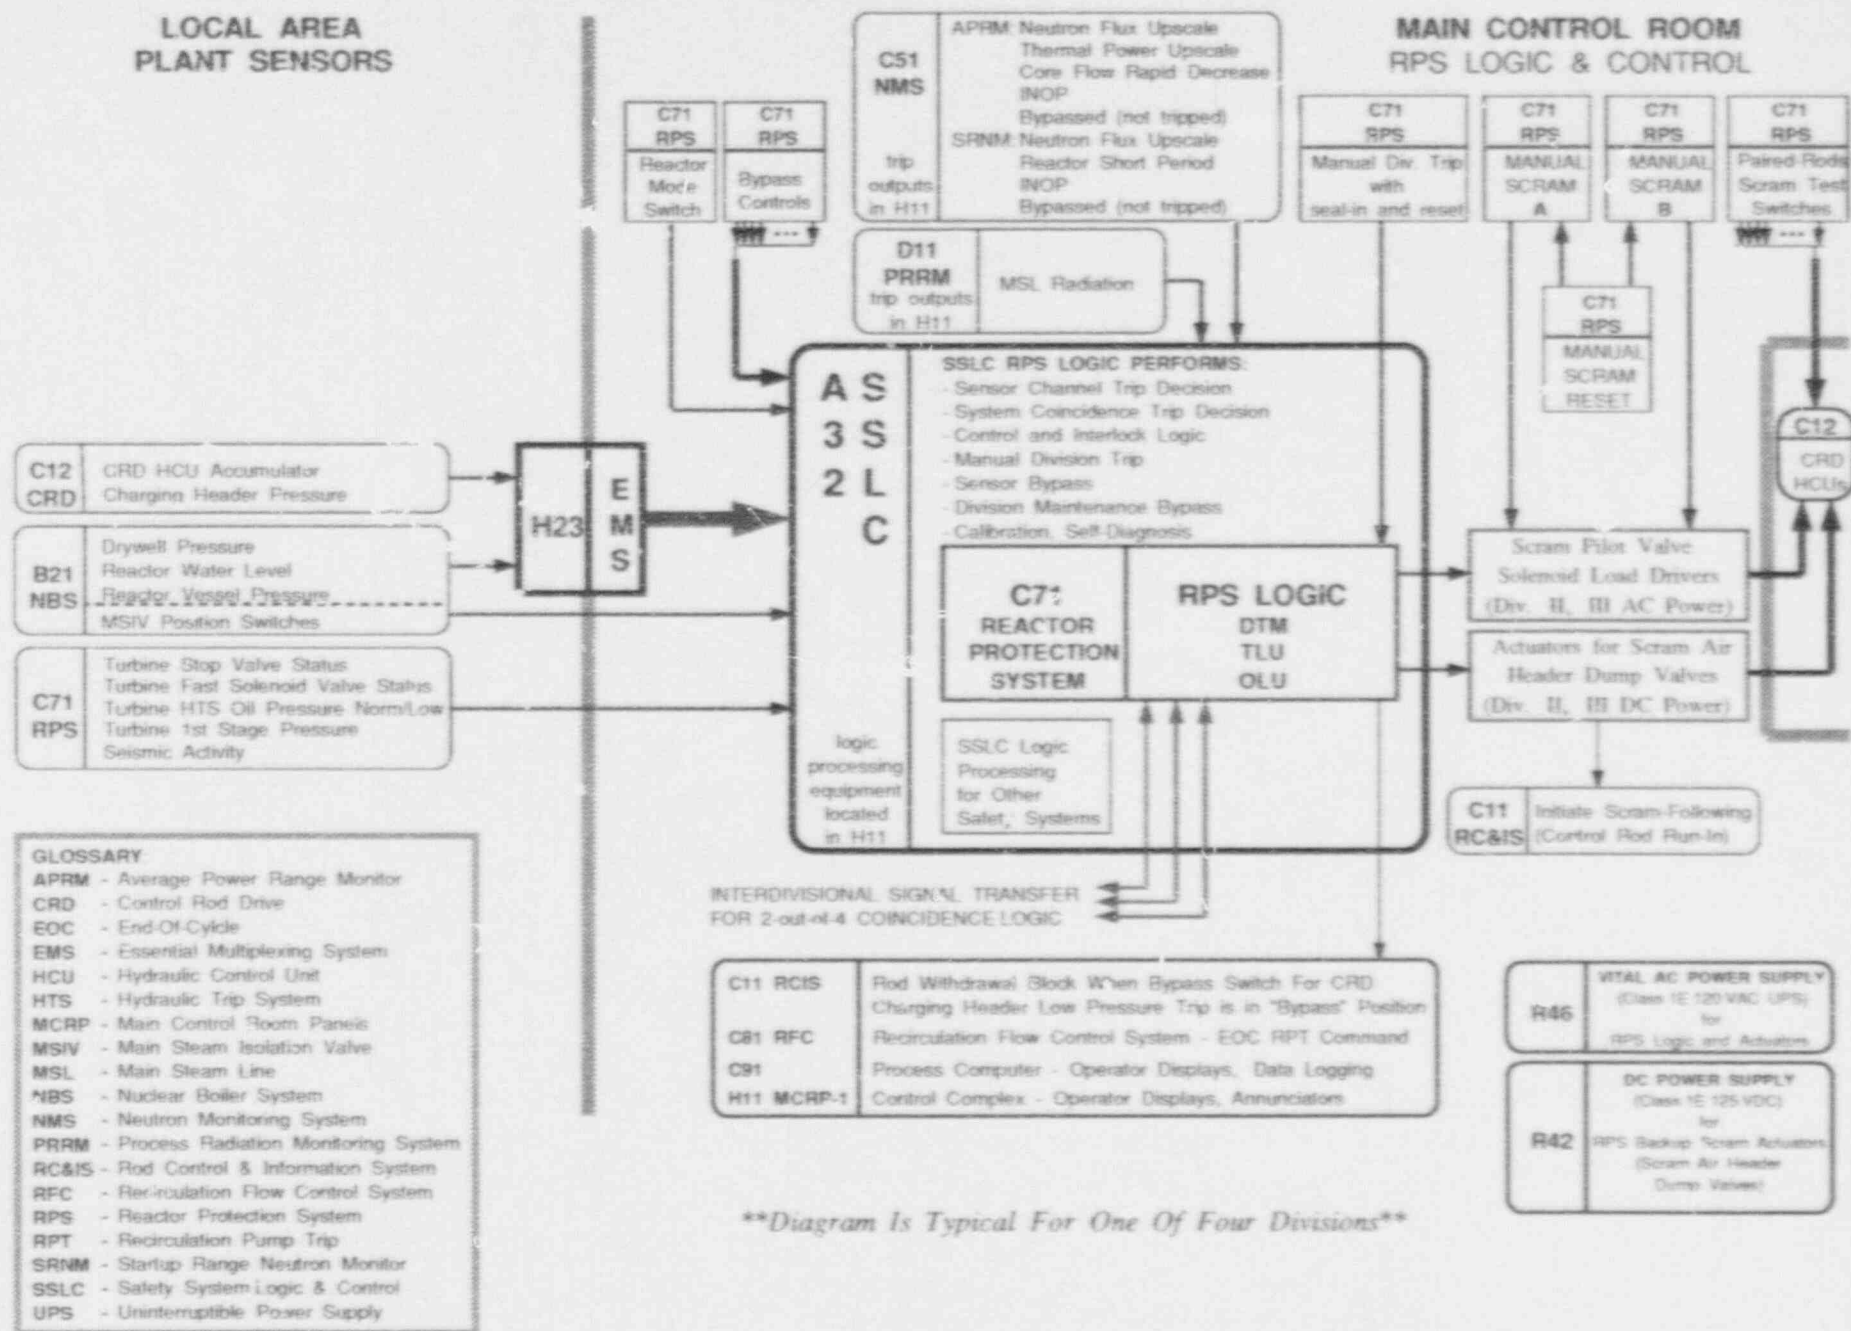 LOCAL AREA
PLANT SENSORS
MAIN CONTROL ROOM
RPS LOGIC & CONTROL
C71
RPS
Reactor
Mode
Switch
C71
RPS
Bypass
Controls
C51
NMS
trip
outputs
in H11
APRM: Neutron Flux Upscale
Thermal Power Upscale
Core Flow Rapid Decrease
INOP
Bypassed (not tripped)
SRNM: Neutron Flux Upscale
Reactor Short Period
INOP
Bypassed (not tripped)
C71
RPS
Manual Div. Trip
with
seal-in and reset
C71
RPS
MANUAL
SCRAM
A
C71
RPS
MANUAL
SCRAM
B
C71
RPS
Paired-Rods
Scram Test
Switches
D11
PRRM
trip outputs
in H11
MSL Radiation
C71
RPS
MANUAL
SCRAM
RESET
A32
SSLC
logic
processing
equipment
located
in H11
SSLC RPS LOGIC PERFORMS:
- Sensor Channel Trip Decision
- System Coincidence Trip Decision
- Control and Interlock Logic
- Manual Division Trip
- Sensor Bypass
- Division Maintenance Bypass
- Calibration, Self-Diagnosis
C71
REACTOR
PROTECTION
SYSTEM
RPS LOGIC
DTM
TLU
OLU
SSLC Logic
Processing
for Other
Safet, Systems
C12
CRD
CRD HCU Accumulator
Charging Header Pressure
B21
NBS
Drywell Pressure
Reactor Water Level
Reactor Vessel Pressure
MSIV Position Switches
C71
RPS
Turbine Stop Valve Status
Turbine Fast Solenoid Valve Status
Turbine HTS Oil Pressure Norm/Low
Turbine 1st Stage Pressure
Seismic Activity
H23
EMS
C12
CRD
HCUs
Scram Pilot Valve
Solenoid Load Drivers
(Div. II, III AC Power)
Actuators for Scram Air
Header Dump Valves
(Div. II, III DC Power)
C11
RC&IS
Initiate Scram-Following
(Control Rod Run-In)
INTERDIVISIONAL SIGNAL TRANSFER
FOR 2-out-of-4 COINCIDENCE LOGIC
C11 RCIS Rod Withdrawal Block When Bypass Switch For CRD
Charging Header Low Pressure Trip is in "Bypass" Position
C81 RFC Recirculation Flow Control System - EOC RPT Command
C91 Process Computer - Operator Displays, Data Logging
H11 MCRP-1 Control Complex - Operator Displays, Annunciators
R46
VITAL AC POWER SUPPLY
(Class 1E 120 VAC UPS)
for
RPS Logic and Actuators
R42
DC POWER SUPPLY
(Class 1E 125 VDC)
for
RPS Backup Scram Actuators
(Scram Air Header
Dump Valves)
GLOSSARY
APRM - Average Power Range Monitor
CRD - Control Rod Drive
EOC - End-Of-Cylcle
EMS - Essential Multiplexing System
HCU - Hydraulic Control Unit
HTS - Hydraulic Trip System
MCRP - Main Control Room Panels
MSIV - Main Steam Isolation Valve
MSL - Main Steam Line
NBS - Nuclear Boiler System
NMS - Neutron Monitoring System
PRRM - Process Radiation Monitoring System
RC&IS - Rod Control & Information System
RFC - Recirculation Flow Control System
RPS - Reactor Protection System
RPT - Recirculation Pump Trip
SRNM - Startup Range Neutron Monitor
SSLC - Safety System Logic & Control
UPS - Uninterruptible Power Supply
**Diagram Is Typical For One Of Four Divisions**